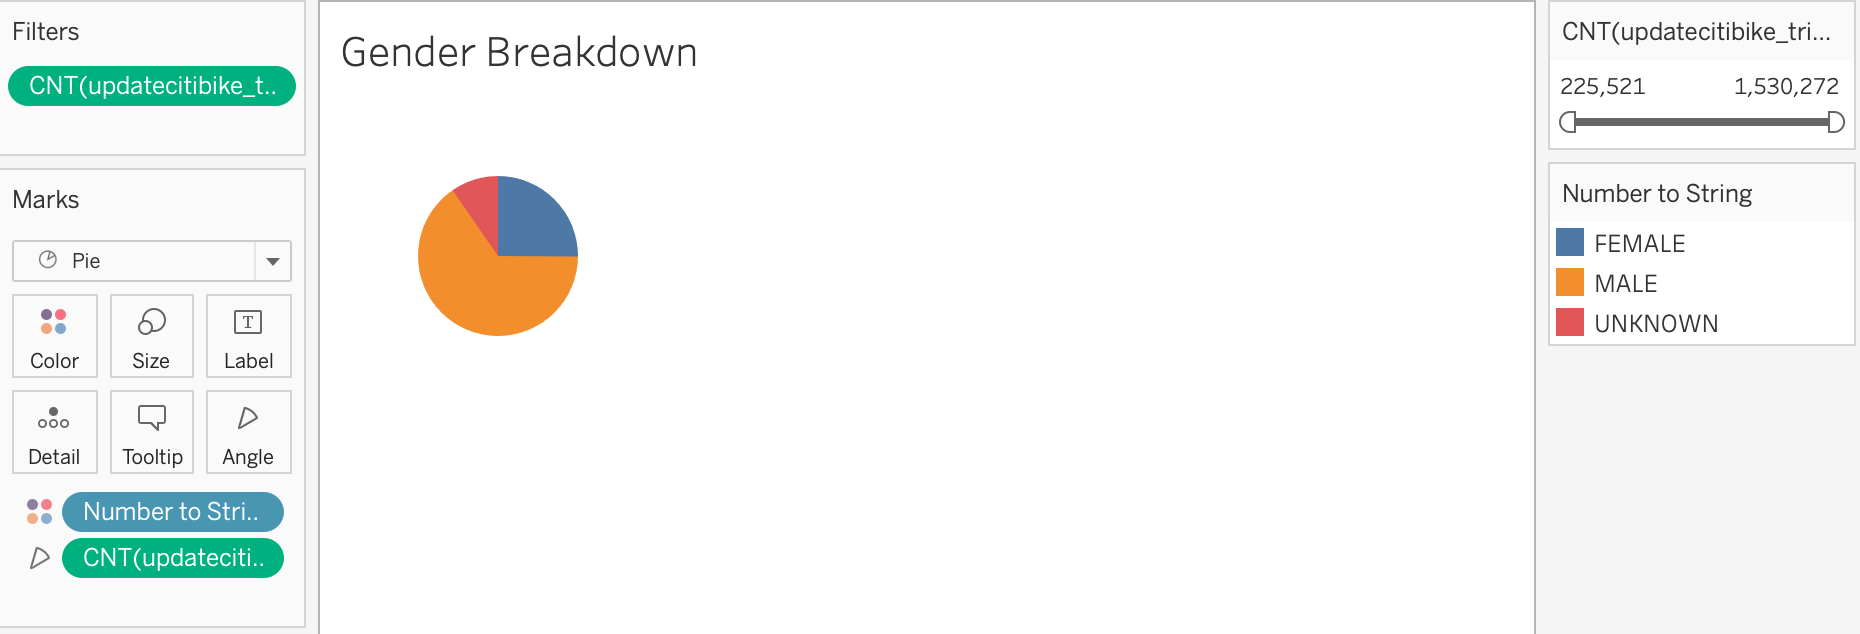 Filters
CNT(updatecitibike_t..
Marks
Pie
Color
Size
T
Label
Detail
Tooltip
Angle
Number to Stri..
CNT(updateciti..
Gender Breakdown
CNT(updatecitibike_tri...
225,521 1,530,272
Number to String
FEMALE
MALE
UNKNOWN